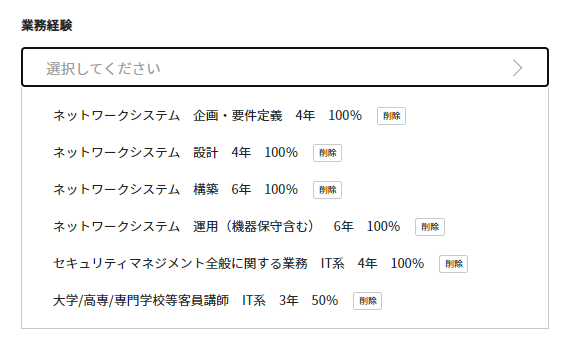 業務経験
選択してください
ネットワークシステム　企画・要件定義　4年　100%　削除
ネットワークシステム　設計　4年　100%　削除
ネットワークシステム　構築　6年　100%　削除
ネットワークシステム　運用（機器保守含む）　6年　100%　削除
セキュリティマネジメント全般に関する業務　IT系　4年　100%　削除
大学/高専/専門学校等客員講師　IT系　3年　50%　削除